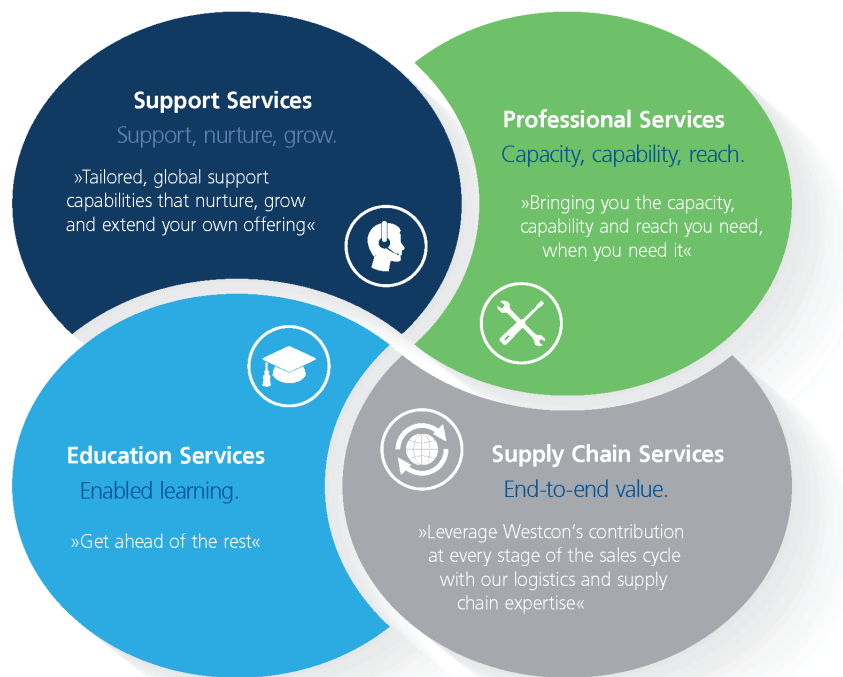 Support Services
Support, nurture, grow.
»Tailored, global support
capabilities that nurture, grow
and extend your own offering«
Professional Services
Capacity, capability, reach.
»Bringing you the capacity,
capability and reach you need,
when you need it«
Education Services
Enabled learning.
»Get ahead of the rest«
Supply Chain Services
End-to-end value.
»Leverage Westcon’s contribution
at every stage of the sales cycle
with our logistics and supply
chain expertise«